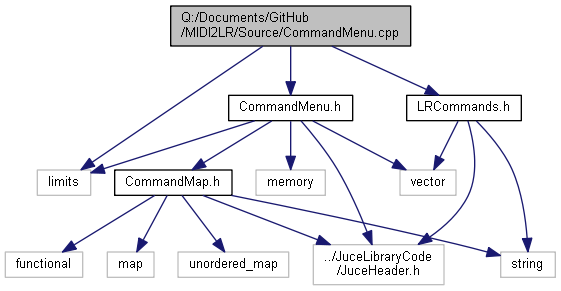 Q:/Documents/GitHub
/MIDI2LR/Source/CommandMenu.cpp
CommandMenu.h
LRCommands.h
limits
CommandMap.h
memory
vector
functional
map
unordered_map
../JuceLibraryCode
/JuceHeader.h
string